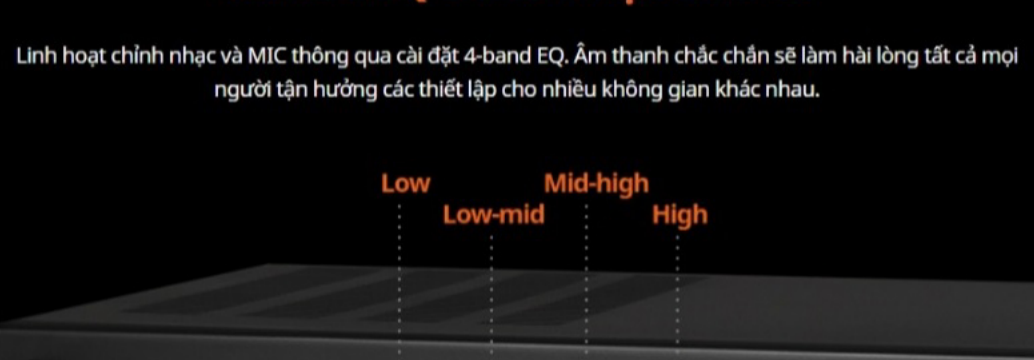 Linh hoạt chỉnh nhạc và MIC thông qua cài đặt 4-band EQ. Âm thanh chắc chắn sẽ làm hài lòng tất cả mọi
người tận hưởng các thiết lập cho nhiều không gian khác nhau.
Low
Mid-high
Low-mid
High